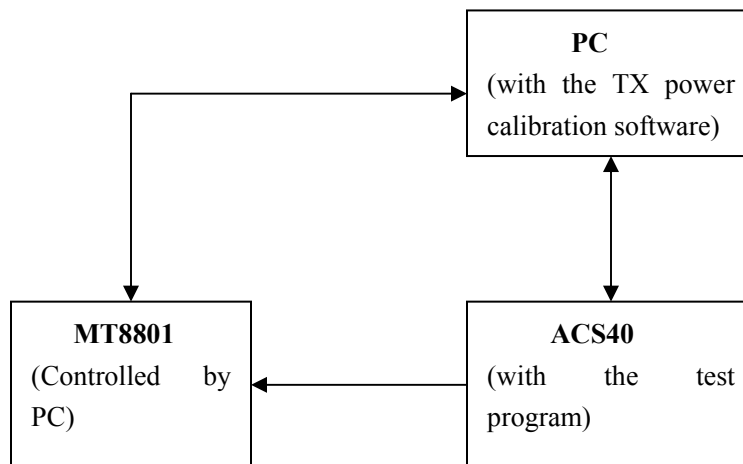 PC
(with the TX power
calibration software)
MT8801
(Controlled by
PC)
ACS40
(with the test
program)